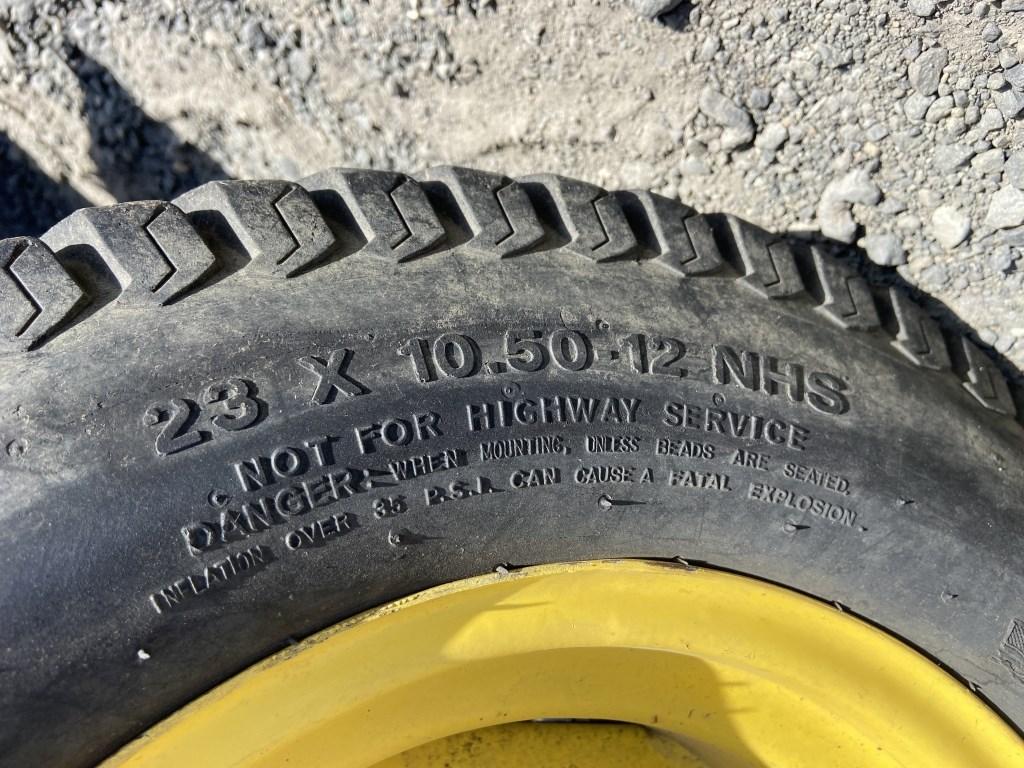 23 X 10.50-12 NHS
NOT FOR HIGHWAY SERVICE
DANGER: WHEN MOUNTING, UNLESS BEADS ARE SEATED.
INFLATION OVER 35 P.S.I. CAN CAUSE A FATAL EXPLOSION.